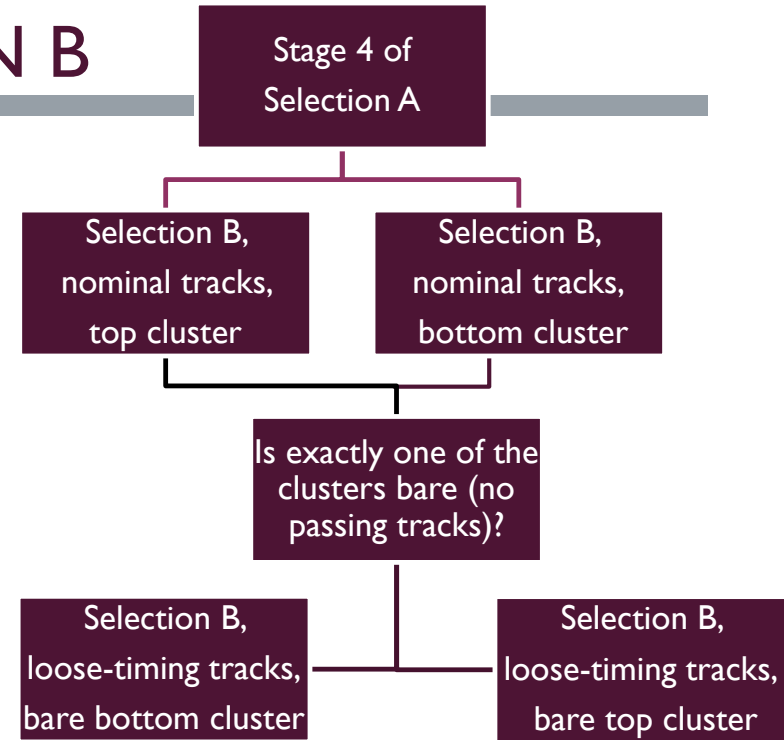 N B
Stage 4 of
Selection A
Selection B,
nominal tracks,
top cluster
Selection B,
nominal tracks,
bottom cluster
Is exactly one of the
clusters bare (no
passing tracks)?
Selection B,
loose-timing tracks,
bare bottom cluster
Selection B,
loose-timing tracks,
bare top cluster